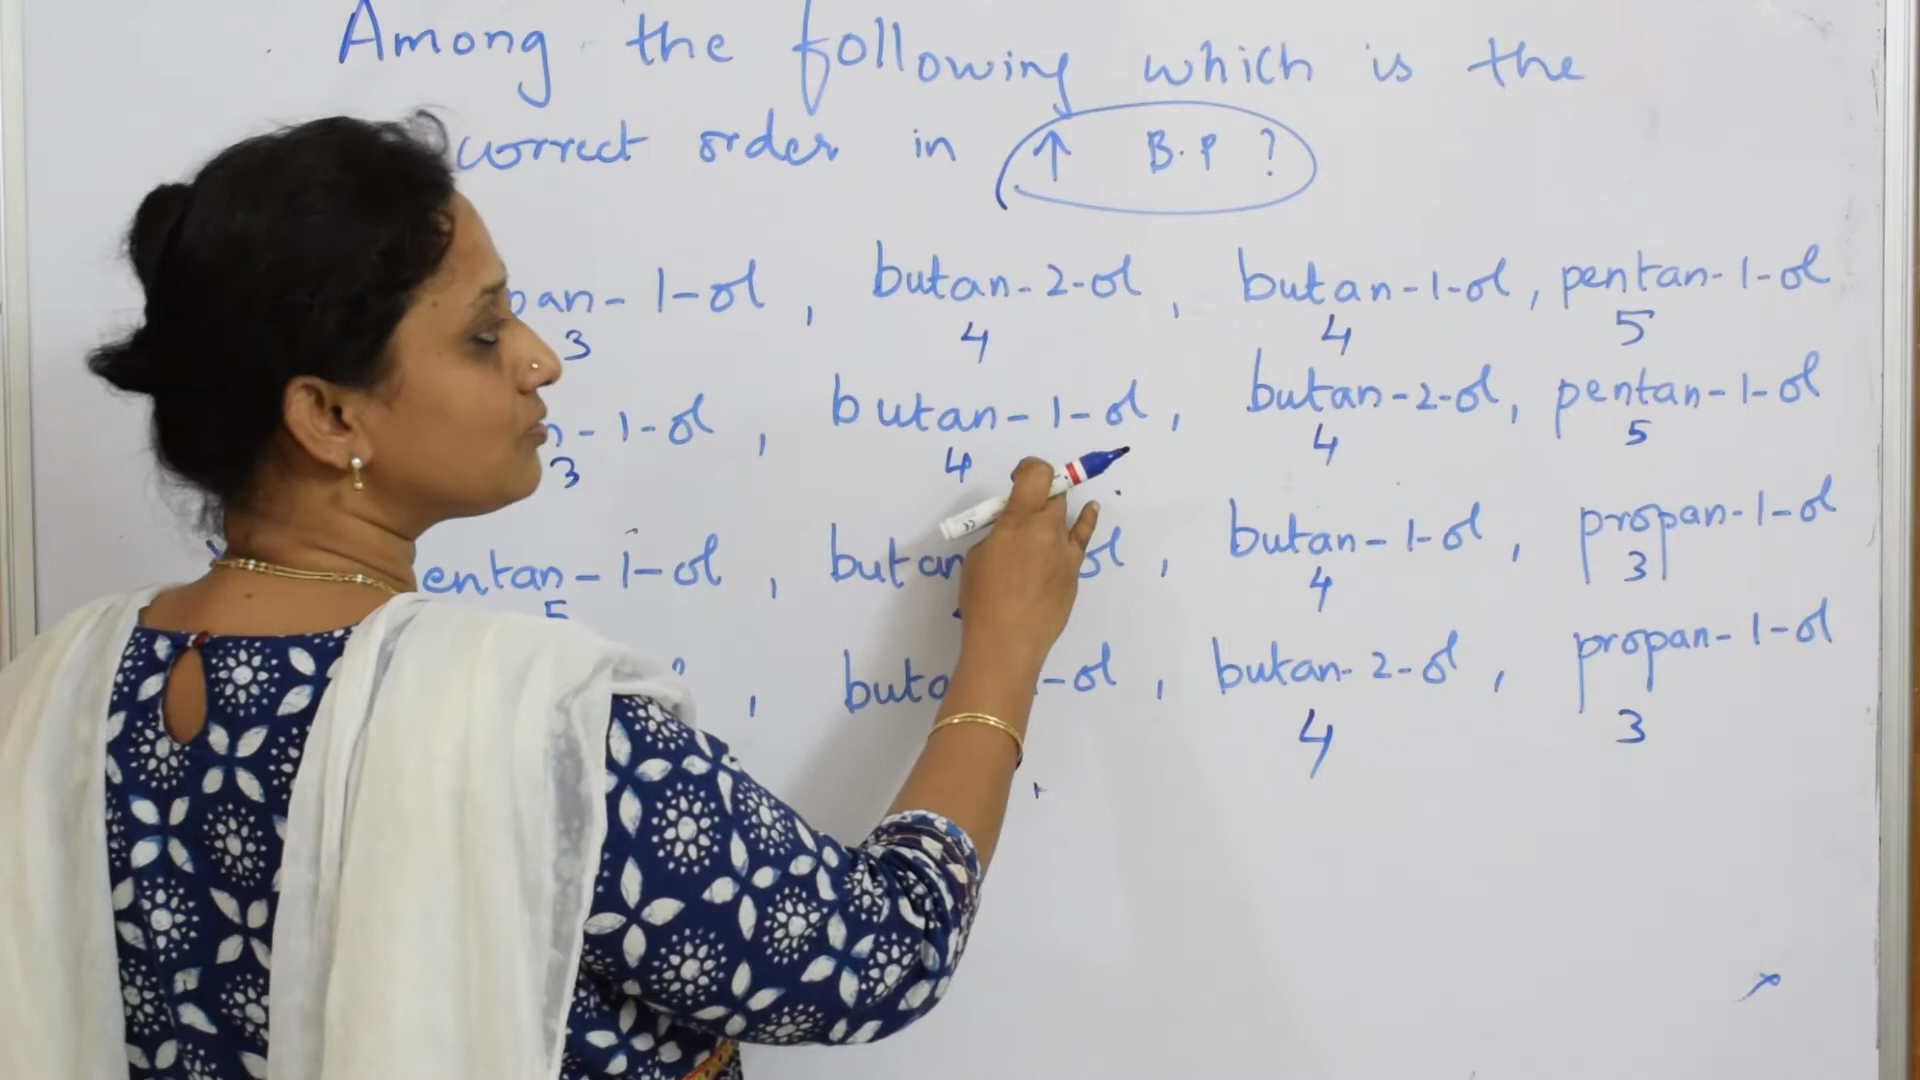 Among the following which is the
correct order in ↑ B.P ?
pan-1-ol , butan-2-ol , butan-1-ol , pentan-1-ol
3 4 4 5
n-1-ol , butan-1-ol , butan-2-ol , pentan-1-ol
3 4 4 5
entan-1-ol , butan ol , butan-1-ol , propan-1-ol
5 4 3
, buta -ol , butan-2-ol , propan-1-ol
4 3